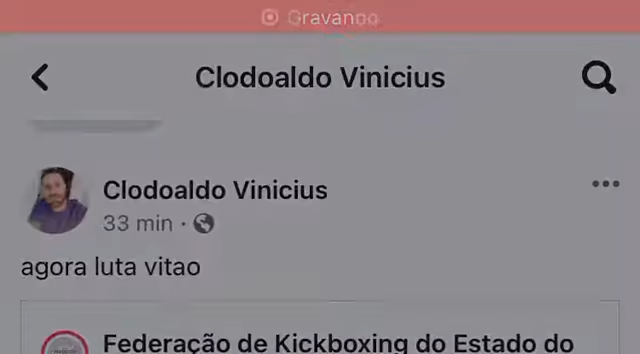 Gravando
Clodoaldo Vinicius
Clodoaldo Vinicius
33 min ·
agora luta vitao
Federação de Kickboxing do Estado do